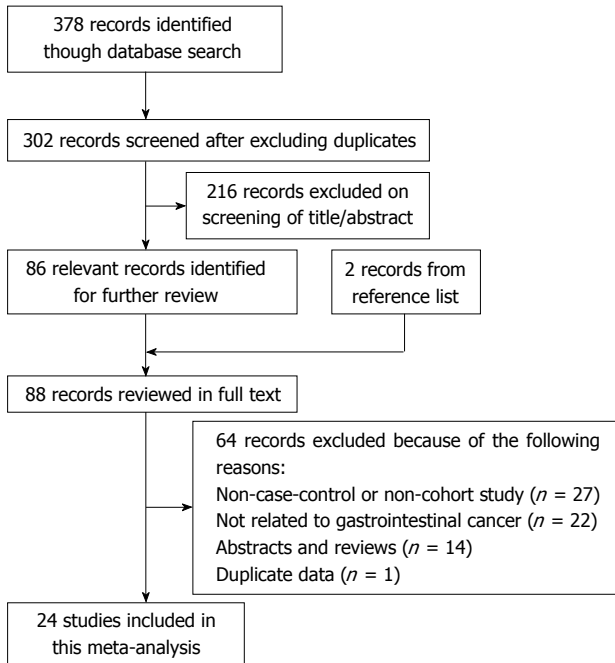 378 records identified
though database search
302 records screened after excluding duplicates
216 records excluded on
screening of title/abstract
86 relevant records identified
for further review
2 records from
reference list
88 records reviewed in full text
64 records excluded because of the following
reasons:
Non-case-control or non-cohort study (n = 27)
Not related to gastrointestinal cancer (n = 22)
Abstracts and reviews (n = 14)
Duplicate data (n = 1)
24 studies included in
this meta-analysis